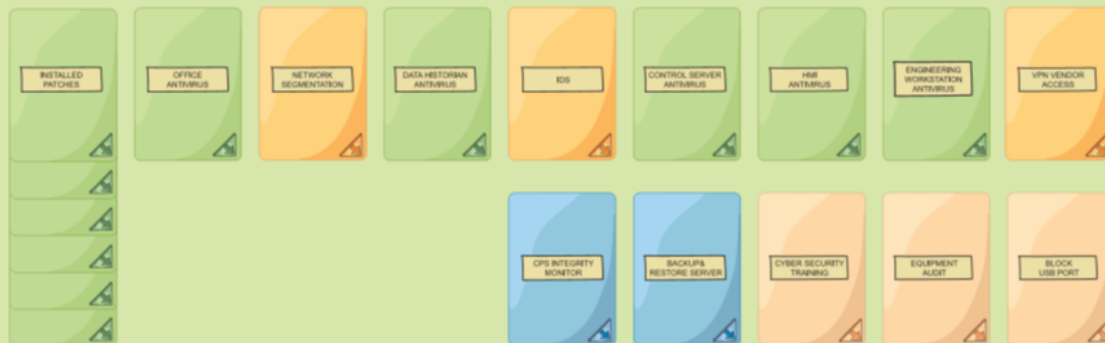 INSTALLED
PATCHES
OFFICE
ANTIVIRUS
NETWORK
SEGMENTATION
DATA HISTORIAN
ANTIVIRUS
IDS
CONTROL SERVER
ANTIVIRUS
HMI
ANTIVIRUS
ENGINEERING
WORKSTATION
ANTIVIRUS
VPN VENDOR
ACCESS
CPS INTEGRITY
MONITOR
BACKUP&
RESTORE SERVER
CYBER SECURITY
TRAINING
EQUIPMENT
AUDIT
BLOCK
USB PORT